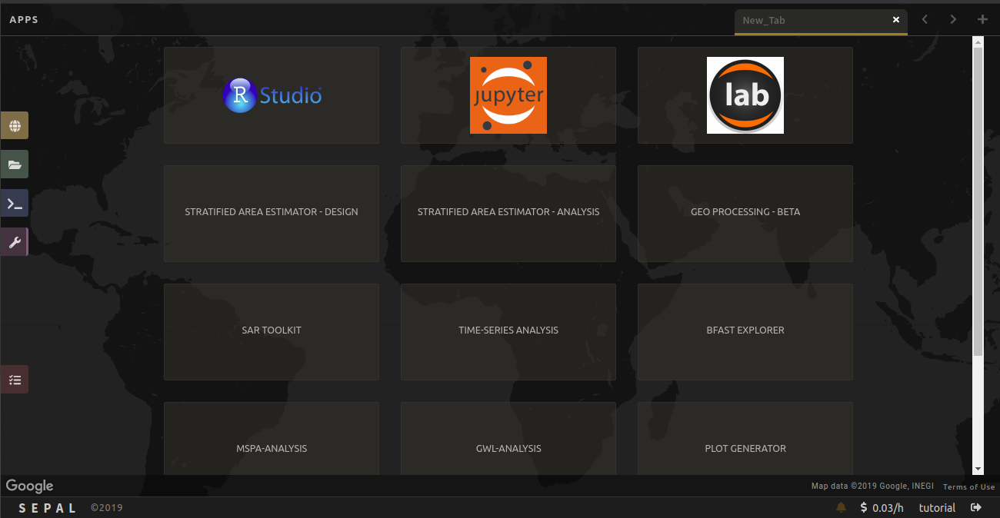 APPS
New_Tab
R Studio
jupyter
lab
STRATIFIED AREA ESTIMATOR - DESIGN
STRATIFIED AREA ESTIMATOR - ANALYSIS
GEO PROCESSING - BETA
SAR TOOLKIT
TIME-SERIES ANALYSIS
BFAST EXPLORER
MSPA-ANALYSIS
GWL-ANALYSIS
PLOT GENERATOR
Google
Map data ©2019 Google, INEGI
Terms of Use
SEPAL
©2019
$ 0.03/h
tutorial